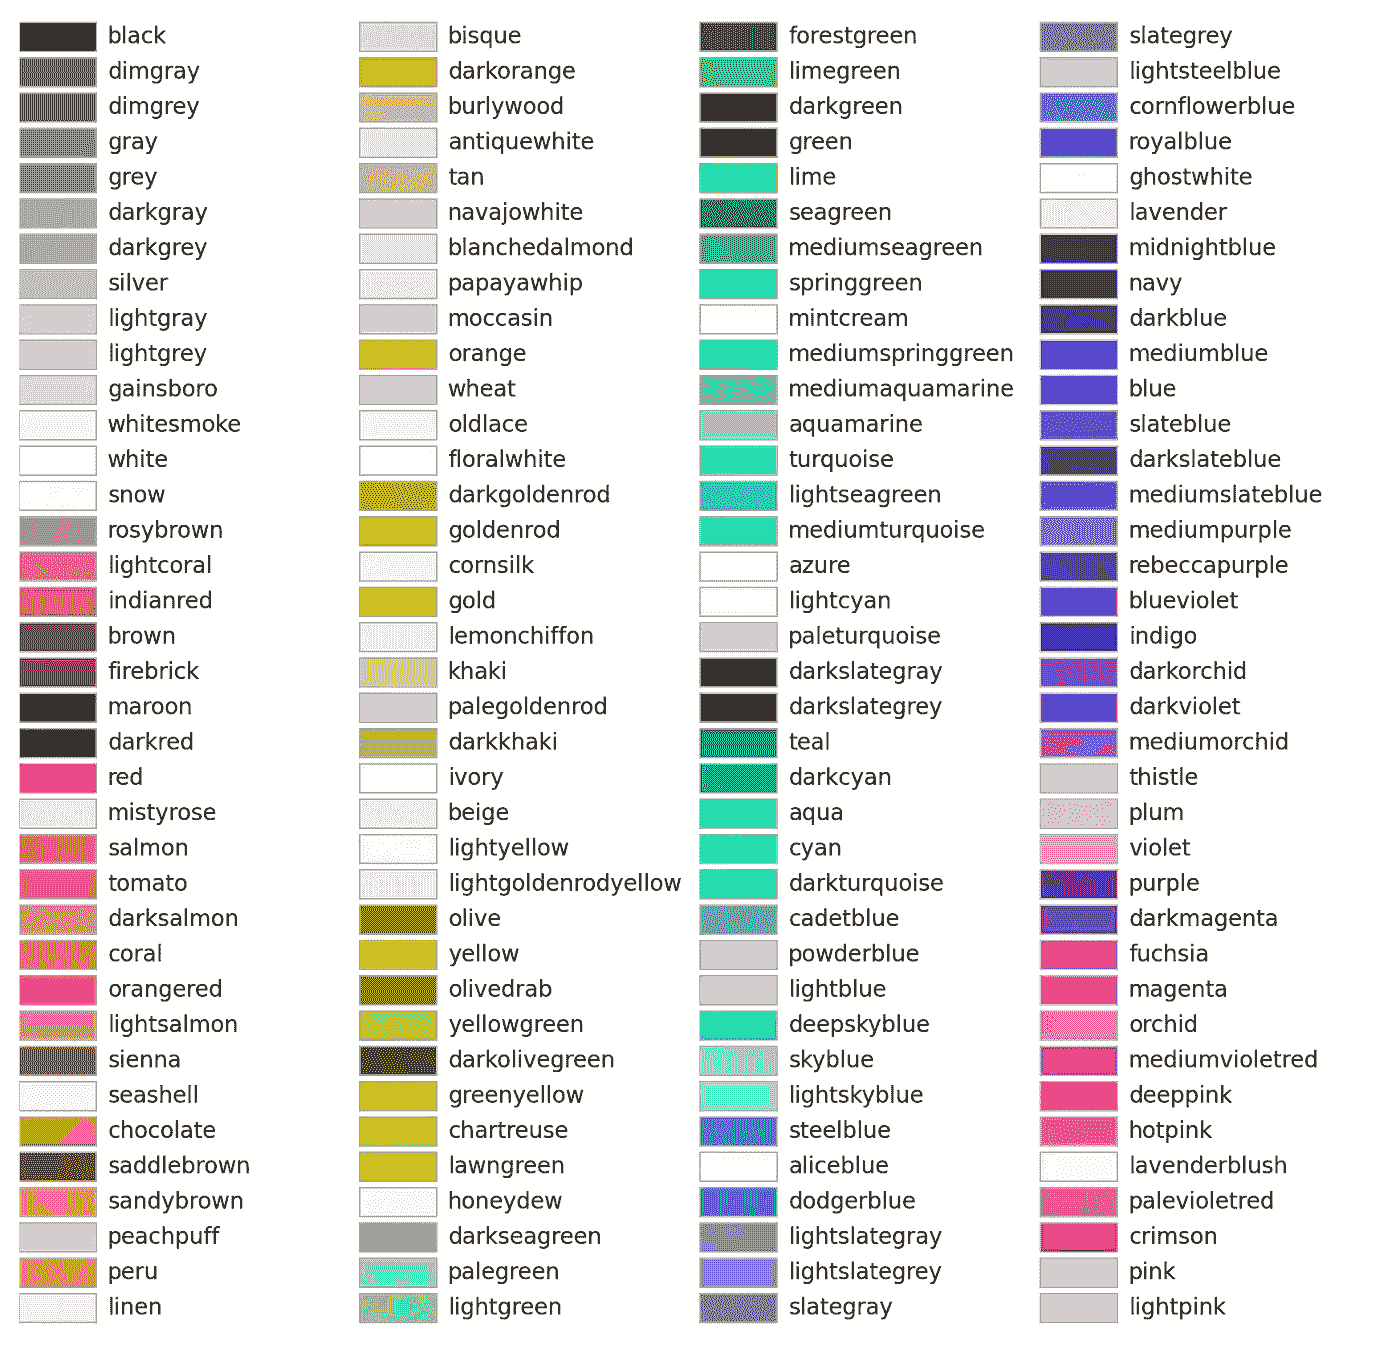 black
dimgray
dimgrey
gray
grey
darkgray
darkgrey
silver
lightgray
lightgrey
gainsboro
whitesmoke
white
snow
rosybrown
lightcoral
indianred
brown
firebrick
maroon
darkred
red
mistyrose
salmon
tomato
darksalmon
coral
orangered
lightsalmon
sienna
seashell
chocolate
saddlebrown
sandybrown
peachpuff
peru
linen
bisque
darkorange
burlywood
antiquewhite
tan
navajowhite
blanchedalmond
papayawhip
moccasin
orange
wheat
oldlace
floralwhite
darkgoldenrod
goldenrod
cornsilk
gold
lemonchiffon
khaki
palegoldenrod
darkkhaki
ivory
beige
lightyellow
lightgoldenrodyellow
olive
yellow
olivedrab
yellowgreen
darkolivegreen
greenyellow
chartreuse
lawngreen
honeydew
darkseagreen
palegreen
lightgreen
forestgreen
limegreen
darkgreen
green
lime
seagreen
mediumseagreen
springgreen
mintcream
mediumspringgreen
mediumaquamarine
aquamarine
turquoise
lightseagreen
mediumturquoise
azure
lightcyan
paleturquoise
darkslategray
darkslategrey
teal
darkcyan
aqua
cyan
darkturquoise
cadetblue
powderblue
lightblue
deepskyblue
skyblue
lightskyblue
steelblue
aliceblue
dodgerblue
lightslategray
lightslategrey
slategray
slategrey
lightsteelblue
cornflowerblue
royalblue
ghostwhite
lavender
midnightblue
navy
darkblue
mediumblue
blue
slateblue
darkslateblue
mediumslateblue
mediumpurple
rebeccapurple
blueviolet
indigo
darkorchid
darkviolet
mediumorchid
thistle
plum
violet
purple
darkmagenta
fuchsia
magenta
orchid
mediumvioletred
deeppink
hotpink
lavenderblush
palevioletred
crimson
pink
lightpink